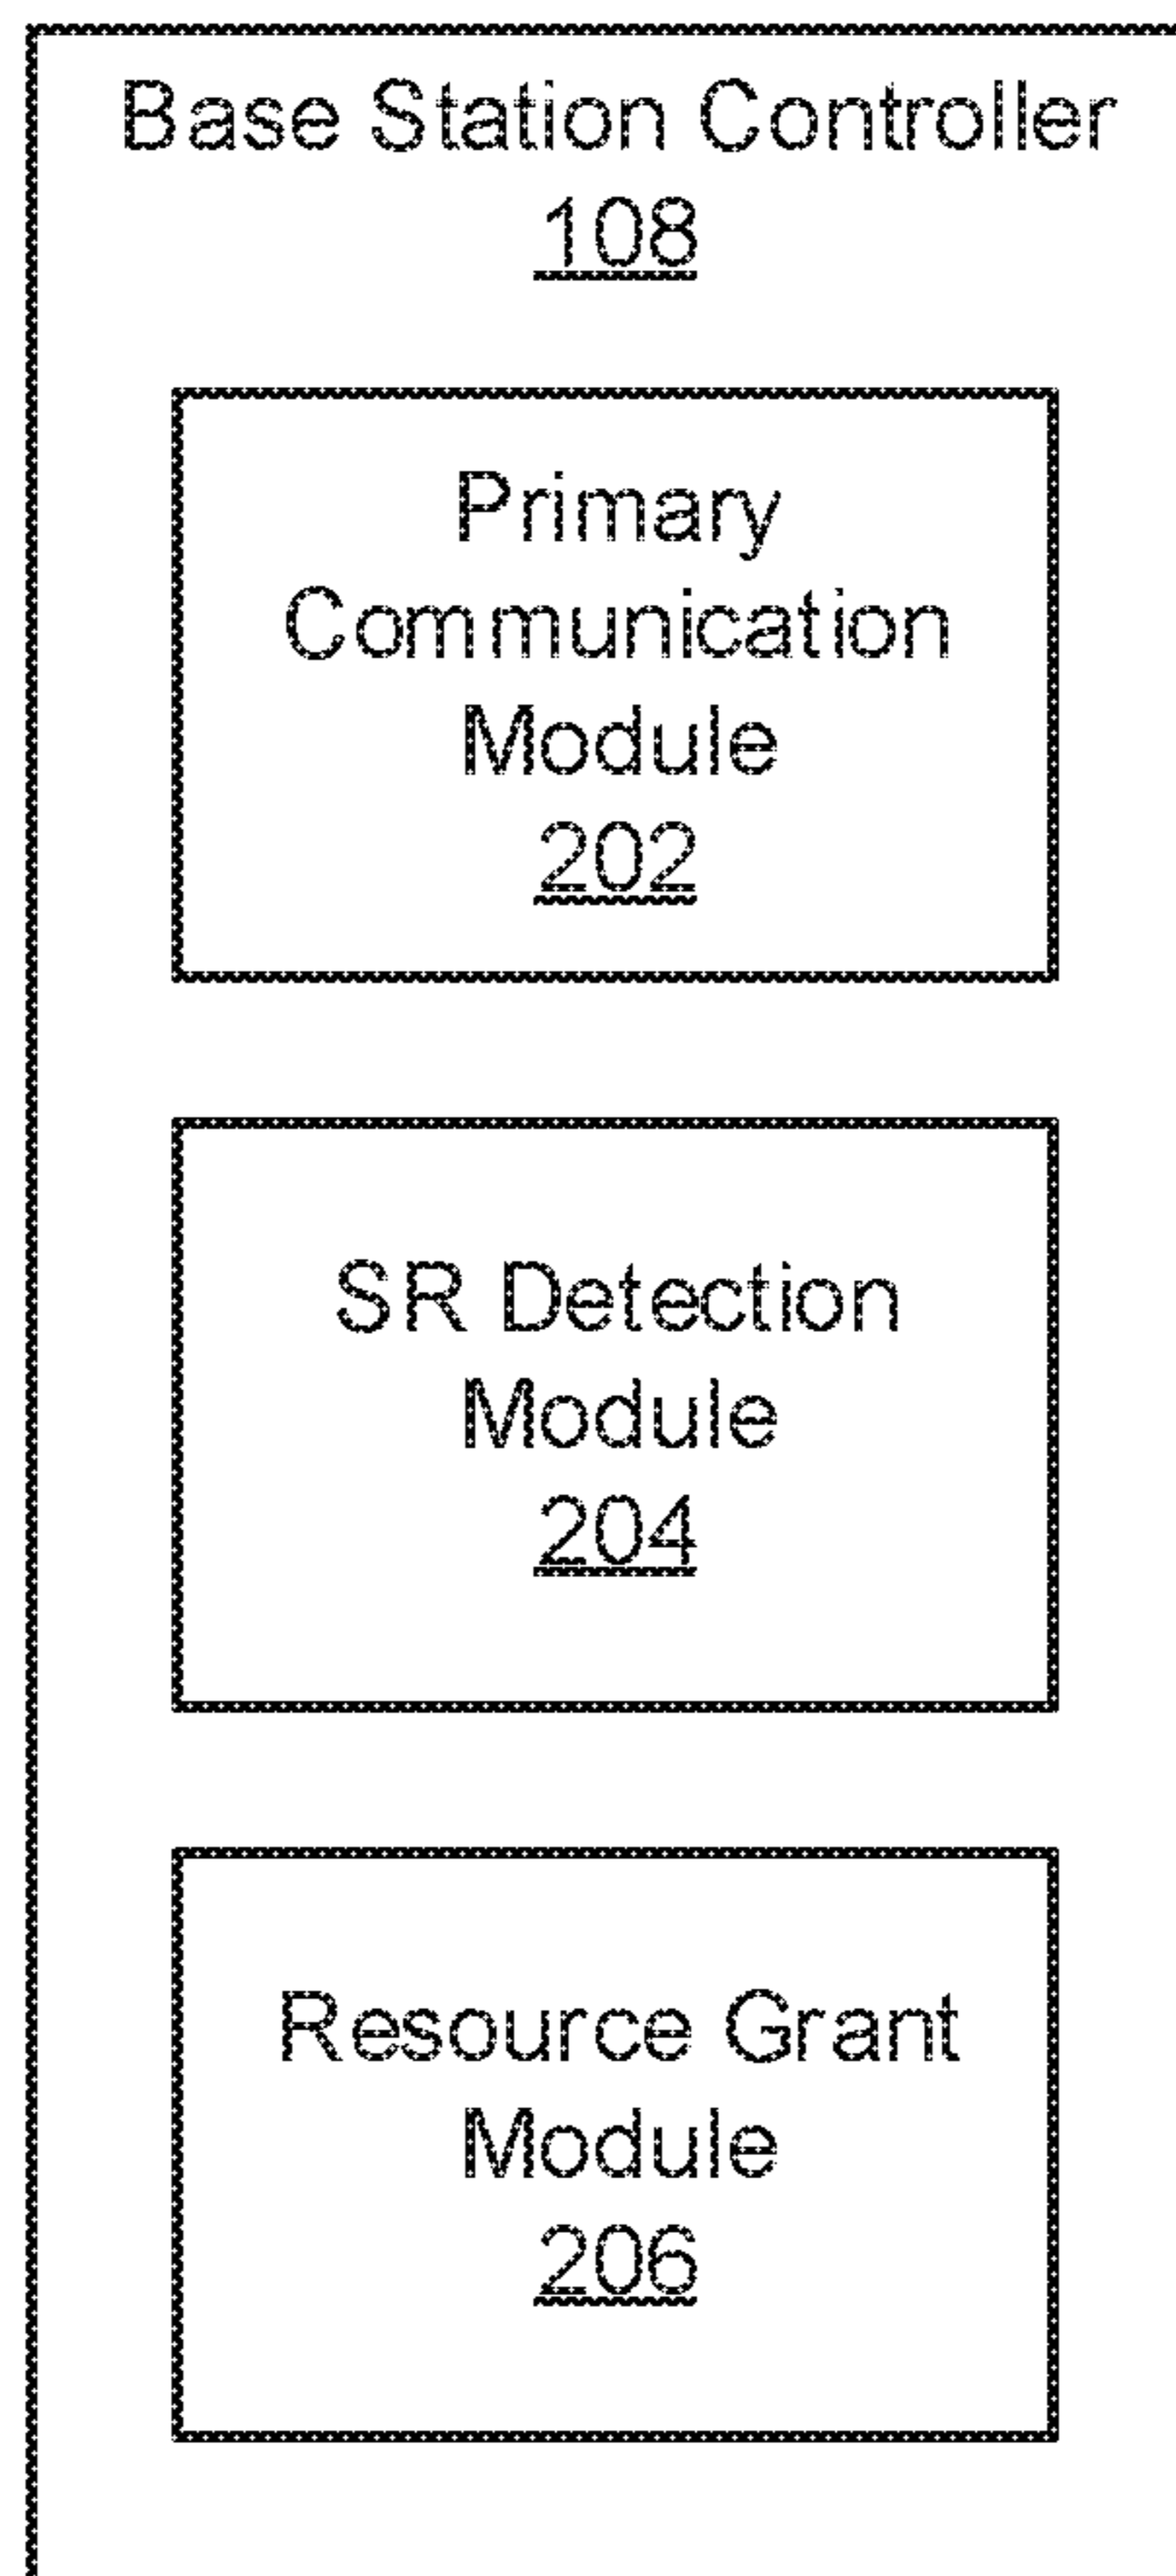 Base Station Controller
108
Primary
Communication
Module
202
SR Detection
Module
204
Resource Grant
Module
206